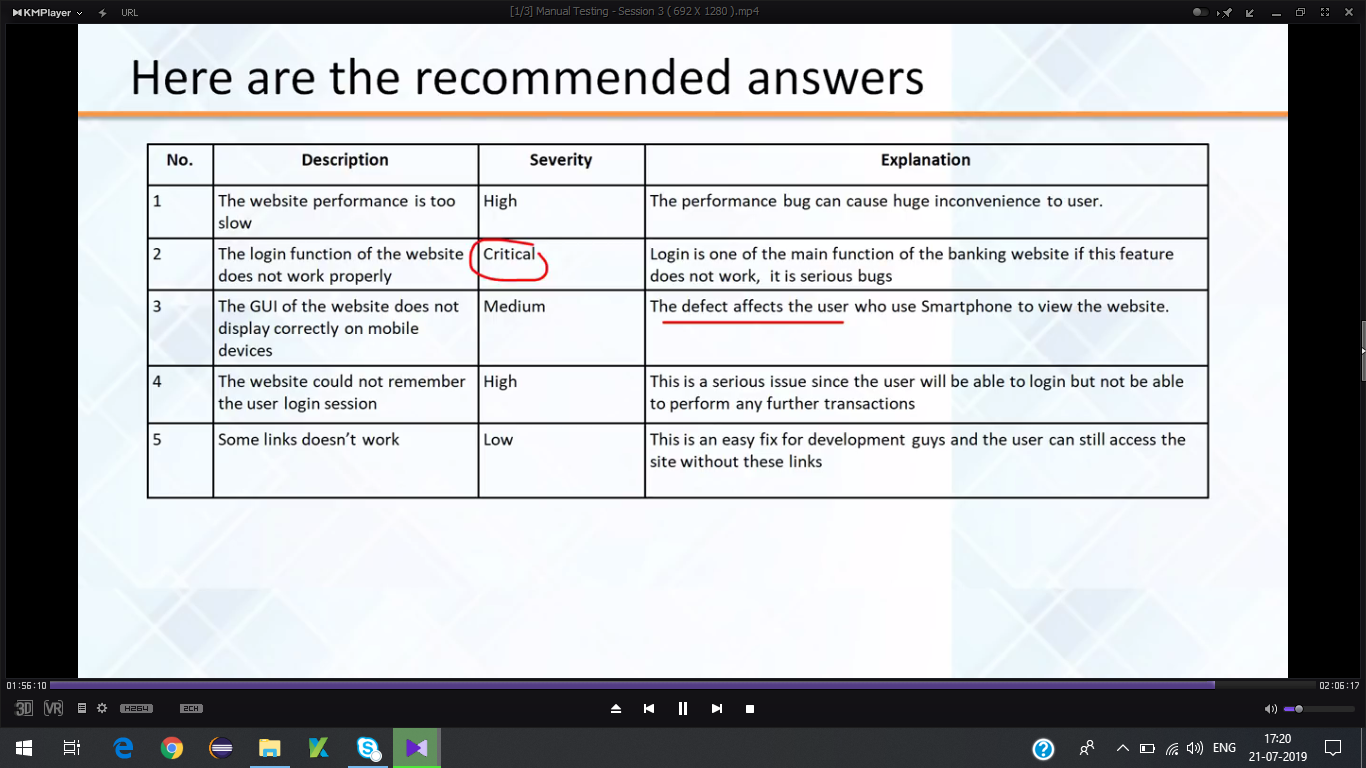 KMPlayer
URL
[1/3] Manual Testing - Session 3 ( 692 X 1280 ).mp4
Here are the recommended answers
No. Description Severity Explanation
1 The website performance is too High The performance bug can cause huge inconvenience to user.
slow
2 The login function of the website Critical Login is one of the main function of the banking website if this feature
does not work properly does not work, it is serious bugs
3 The GUI of the website does not Medium The defect affects the user who use Smartphone to view the website.
display correctly on mobile
devices
4 The website could not remember High This is a serious issue since the user will be able to login but not be able
the user login session to perform any further transactions
5 Some links doesn't work Low This is an easy fix for development guys and the user can still access the
site without these links
01:56:10 02:06:17
3D VR H264 2CH
ENG 17:20
21-07-2019